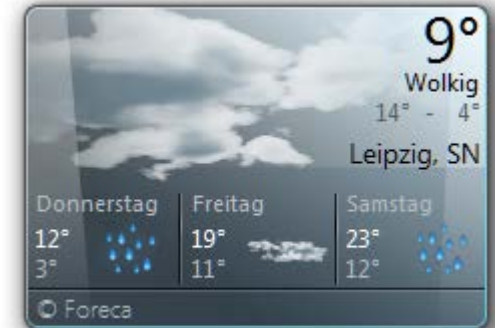 9°
Wolkig
14° - 4°
Leipzig, SN
Donnerstag Freitag Samstag
12° 19° 23°
3° 11° 12°
© Foreca